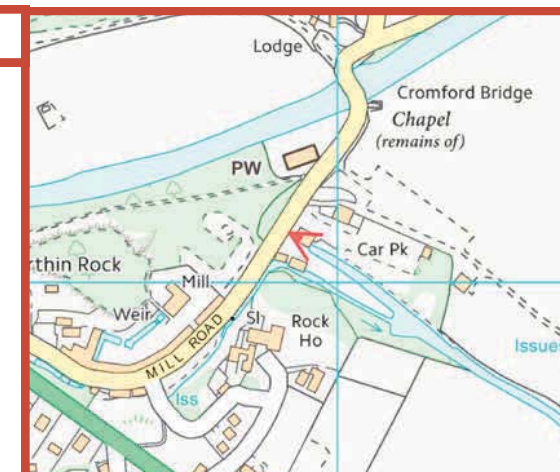 Lodge
Cromford Bridge
Chapel
(remains of)
PW
Car Pk
rthin Rock
Mill
Weir
Sl
Rock
Ho
MILL ROAD
Issue
Iss